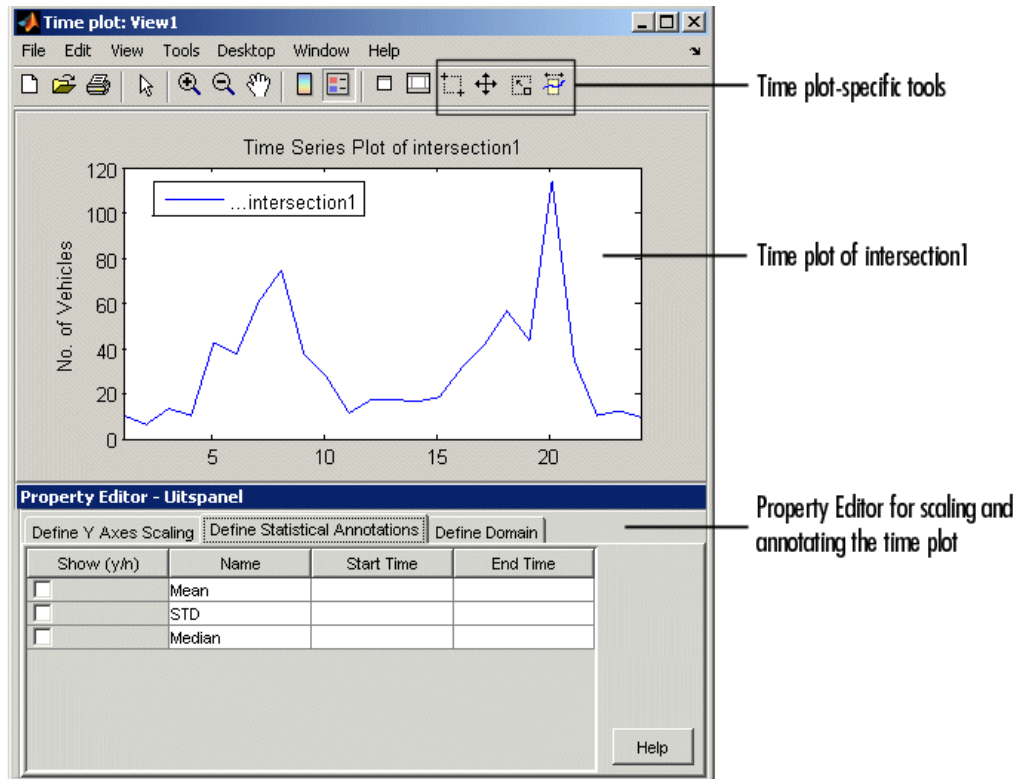 Time plot: View1
File Edit View Tools Desktop Window Help
Time plot-specific tools
Time Series Plot of intersection1
120
100
80
60
40
20
0
No. of Vehicles
...intersection1
Time plot of intersection1
5 10 15 20
Property Editor - Uitspanel
Define Y Axes Scaling Define Statistical Annotations Define Domain
Property Editor for scaling and
annotating the time plot
Show (y/n) Name Start Time End Time
Mean
STD
Median
Help